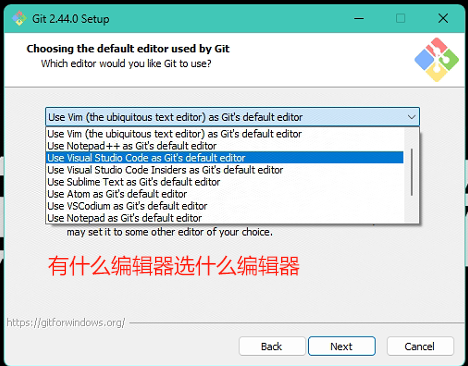 Git 2.44.0 Setup
Choosing the default editor used by Git
Which editor would you like Git to use?
Use Vim (the ubiquitous text editor) as Git's default editor
Use Vim (the ubiquitous text editor) as Git's default editor
Use Notepad++ as Git's default editor
Use Visual Studio Code as Git's default editor
Use Visual Studio Code Insiders as Git's default editor
Use Sublime Text as Git's default editor
Use Atom as Git's default editor
Use VSCodium as Git's default editor
Use Notepad as Git's default editor
may set it to some other editor of your choice.
有什么编辑器选什么编辑器
https://gitforwindows.org/
Back
Next
Cancel